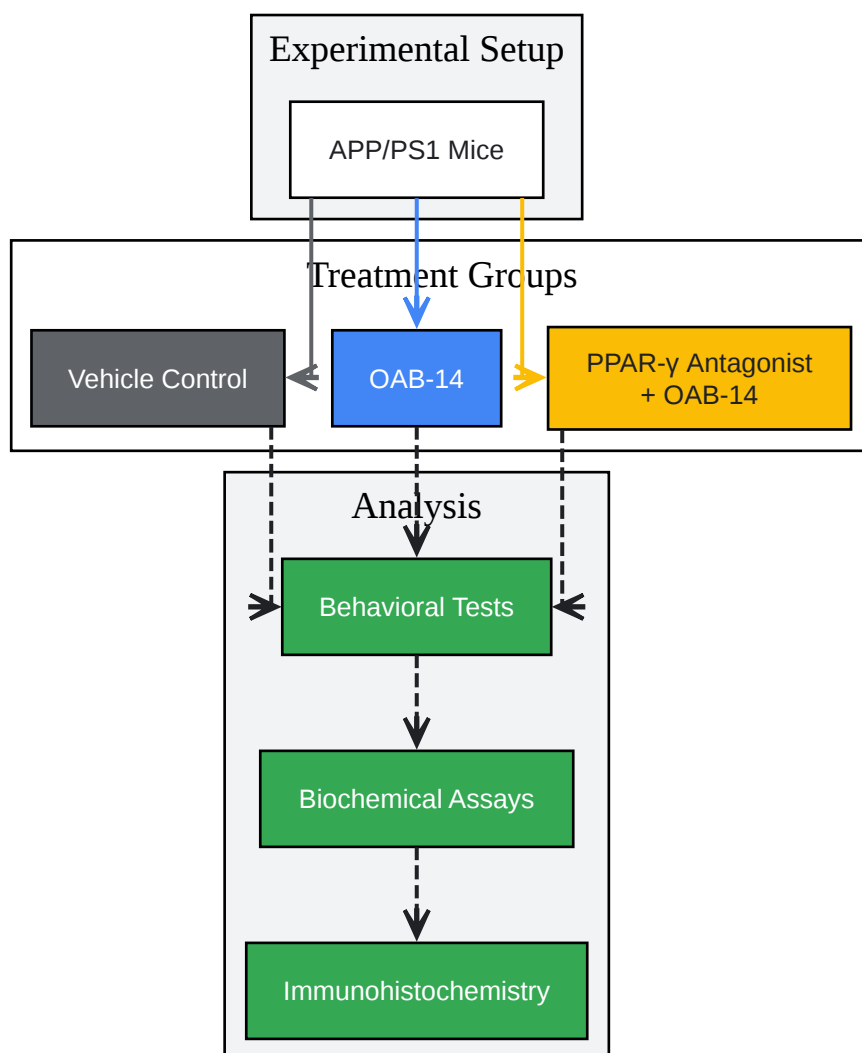 Experimental Setup
APP/PS1 Mice
Treatment Groups
Vehicle Control
OAB-14
PPAR-γ Antagonist
+ OAB-14
Analysis
Behavioral Tests
Biochemical Assays
Immunohistochemistry